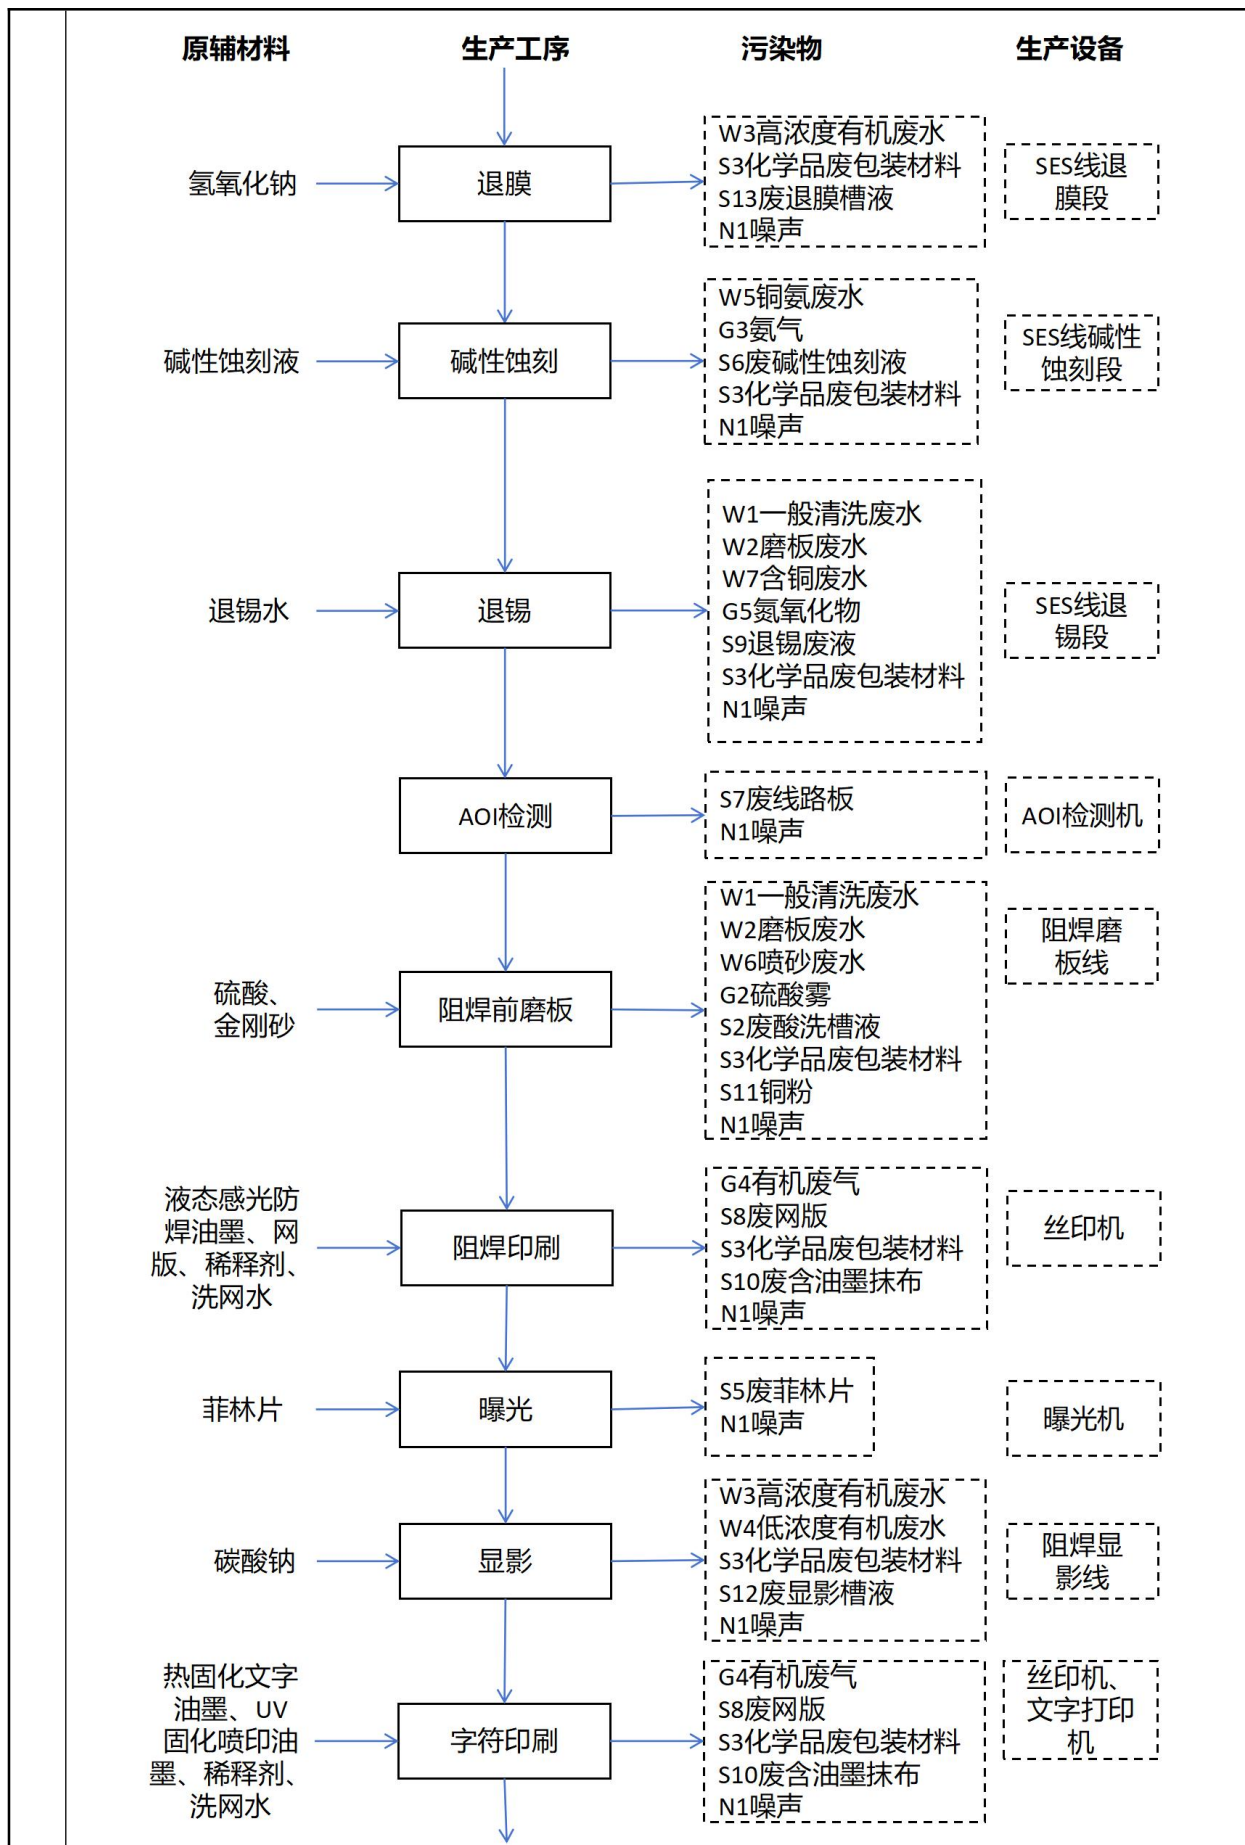 原辅材料
生产工序
污染物
生产设备
氢氧化钠
退膜
W3高浓度有机废水
S3化学品废包装材料
S13废退膜槽液
N1噪声
SES线退
膜段
碱性蚀刻液
碱性蚀刻
W5铜氨废水
G3氨气
S6废碱性蚀刻液
S3化学品废包装材料
N1噪声
SES线碱性
蚀刻段
退锡水
退锡
W1一般清洗废水
W2磨板废水
W7含铜废水
G5氮氧化物
S9退锡废液
S3化学品废包装材料
N1噪声
SES线退
锡段
AOI检测
S7废线路板
N1噪声
AOI检测机
硫酸、
金刚砂
阻焊前磨板
W1一般清洗废水
W2磨板废水
W6喷砂废水
G2硫酸雾
S2废酸洗槽液
S3化学品废包装材料
S11铜粉
N1噪声
阻焊磨
板线
液态感光防
焊油墨、网
版、稀释剂、
洗网水
阻焊印刷
G4有机废气
S8废网版
S3化学品废包装材料
S10废含油墨抹布
N1噪声
丝印机
菲林片
曝光
S5废菲林片
N1噪声
曝光机
碳酸钠
显影
W3高浓度有机废水
W4低浓度有机废水
S3化学品废包装材料
S12废显影槽液
N1噪声
阻焊显
影线
热固化文字
油墨、UV
固化喷印油
墨、稀释剂、
洗网水
字符印刷
G4有机废气
S8废网版
S3化学品废包装材料
S10废含油墨抹布
N1噪声
丝印机、
文字打印
机